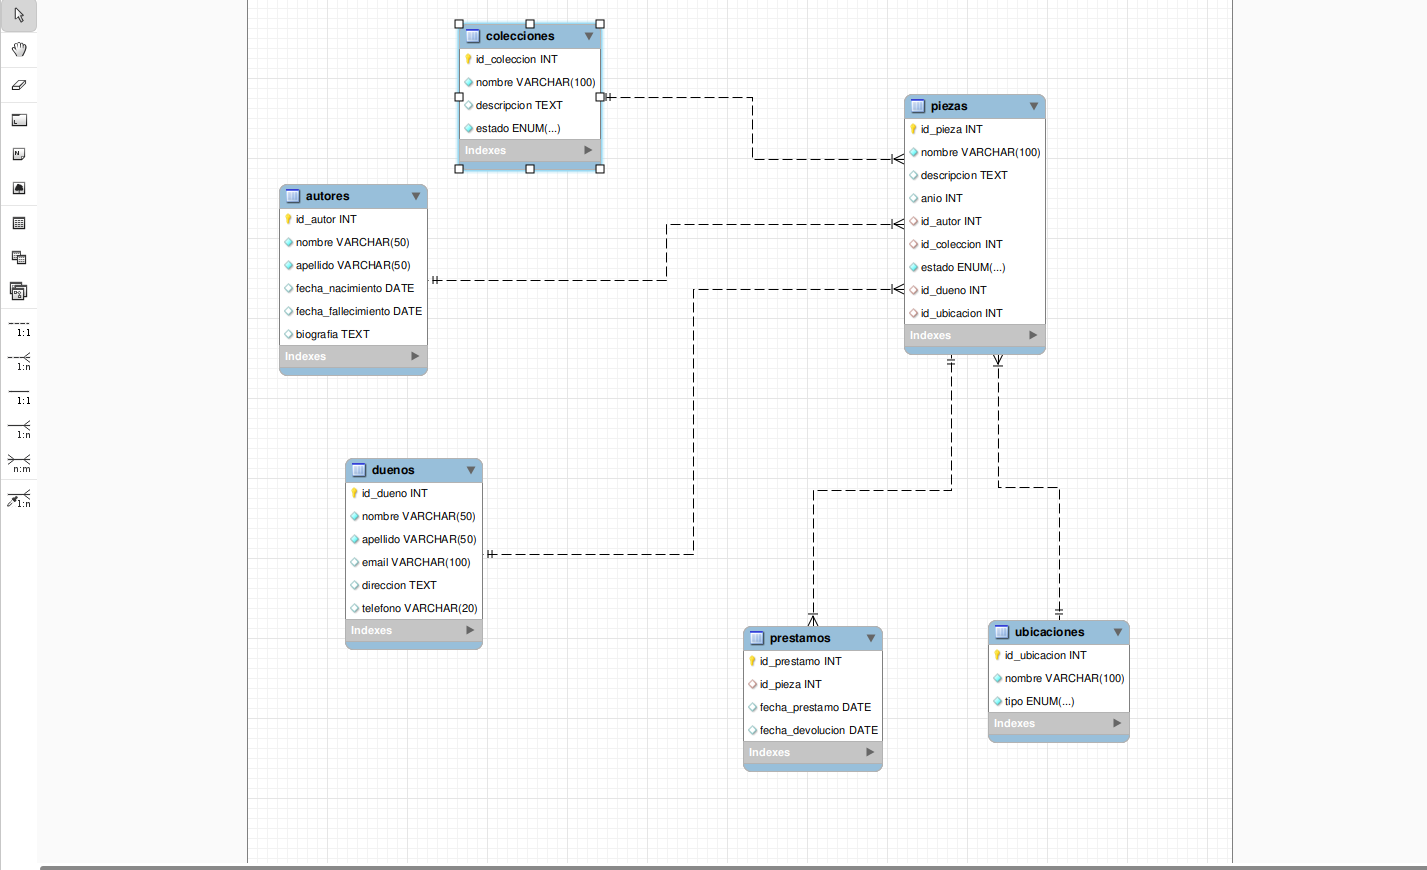 colecciones
id_coleccion INT
nombre VARCHAR(100)
descripcion TEXT
estado ENUM(...)
Indexes
piezas
id_pieza INT
nombre VARCHAR(100)
descripcion TEXT
anio INT
id_autor INT
id_coleccion INT
estado ENUM(...)
id_dueno INT
id_ubicacion INT
Indexes
autores
id_autor INT
nombre VARCHAR(50)
apellido VARCHAR(50)
fecha_nacimiento DATE
fecha_fallecimiento DATE
biografia TEXT
Indexes
1:1
1:n
1:1
1:n
n:m
1:n
duenos
id_dueno INT
nombre VARCHAR(50)
apellido VARCHAR(50)
email VARCHAR(100)
direccion TEXT
telefono VARCHAR(20)
Indexes
prestamos
id_prestamo INT
id_pieza INT
fecha_prestamo DATE
fecha_devolucion DATE
Indexes
ubicaciones
id_ubicacion INT
nombre VARCHAR(100)
tipo ENUM(...)
Indexes